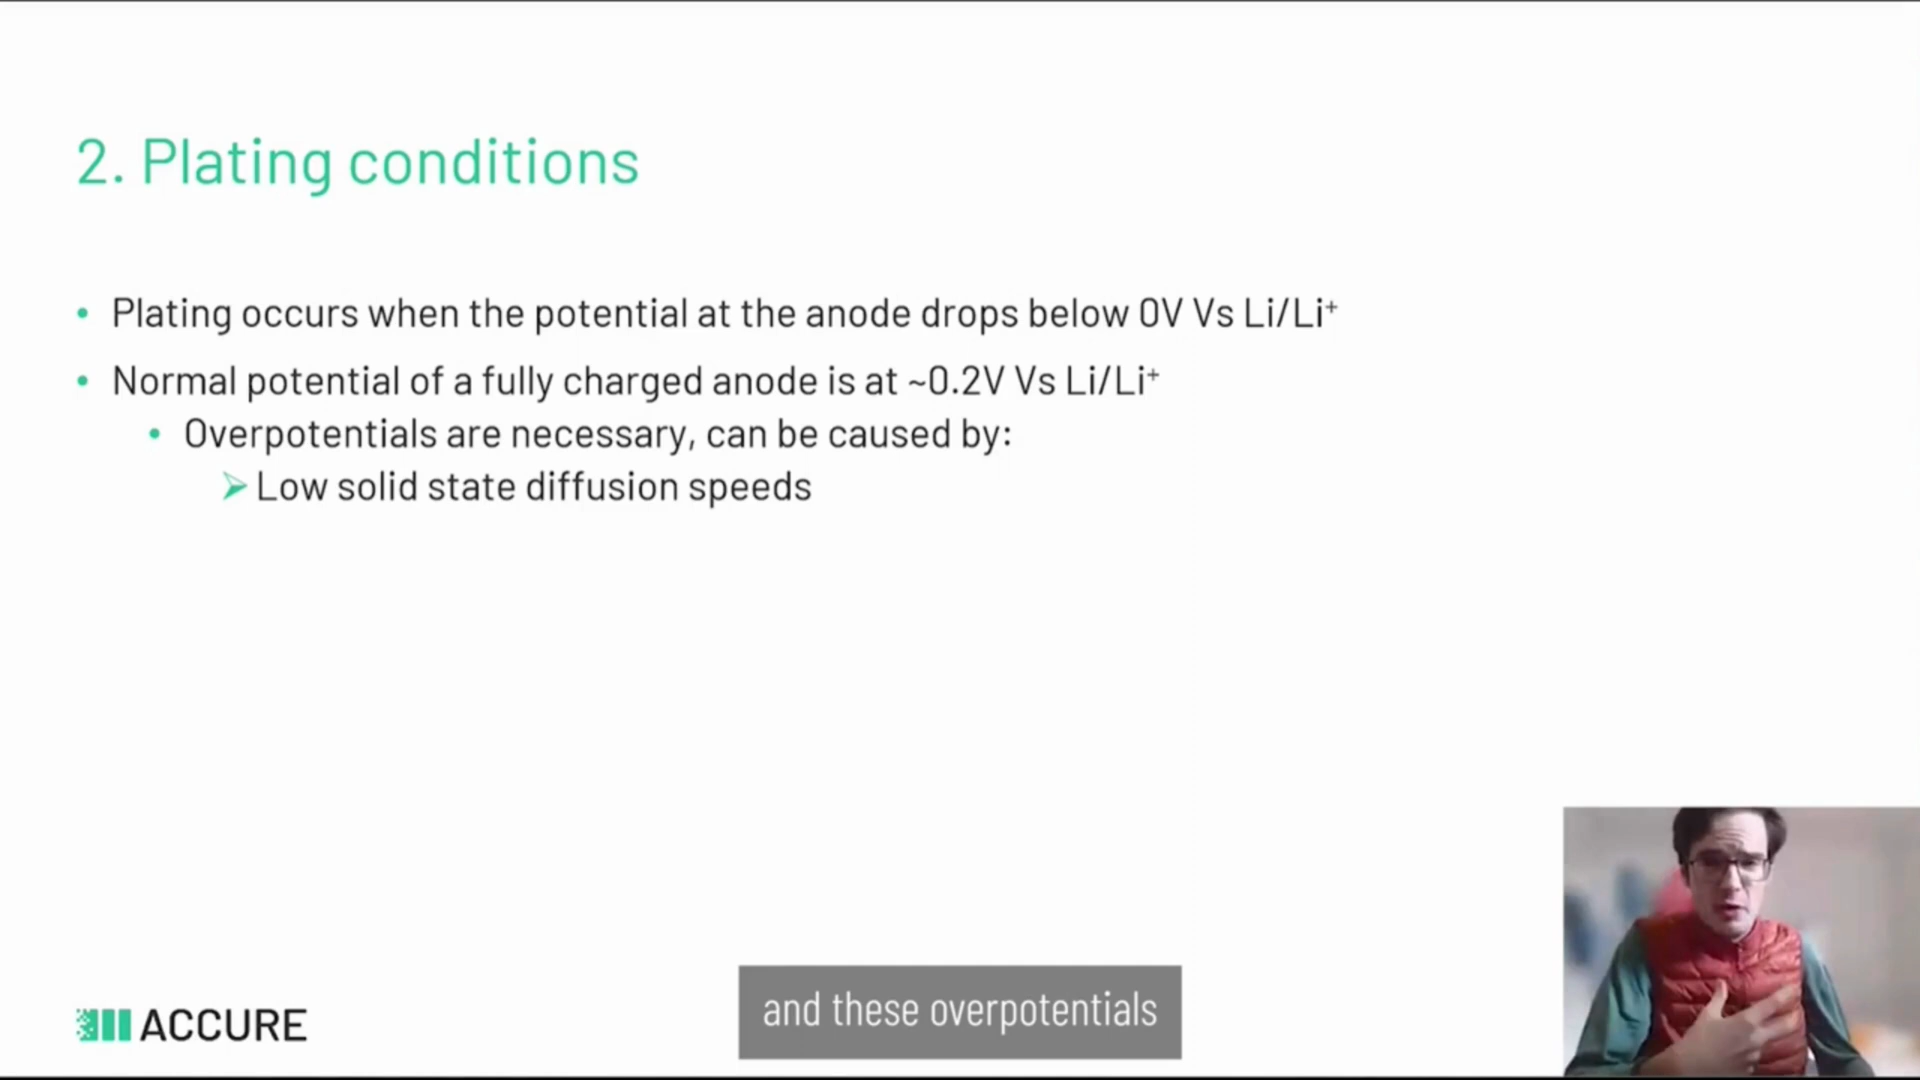 2. Plating conditions
• Plating occurs when the potential at the anode drops below 0V Vs Li/Li⁺
• Normal potential of a fully charged anode is at ~0.2V Vs Li/Li⁺
• Overpotentials are necessary, can be caused by:
➢ Low solid state diffusion speeds
and these overpotentials
ACCURE